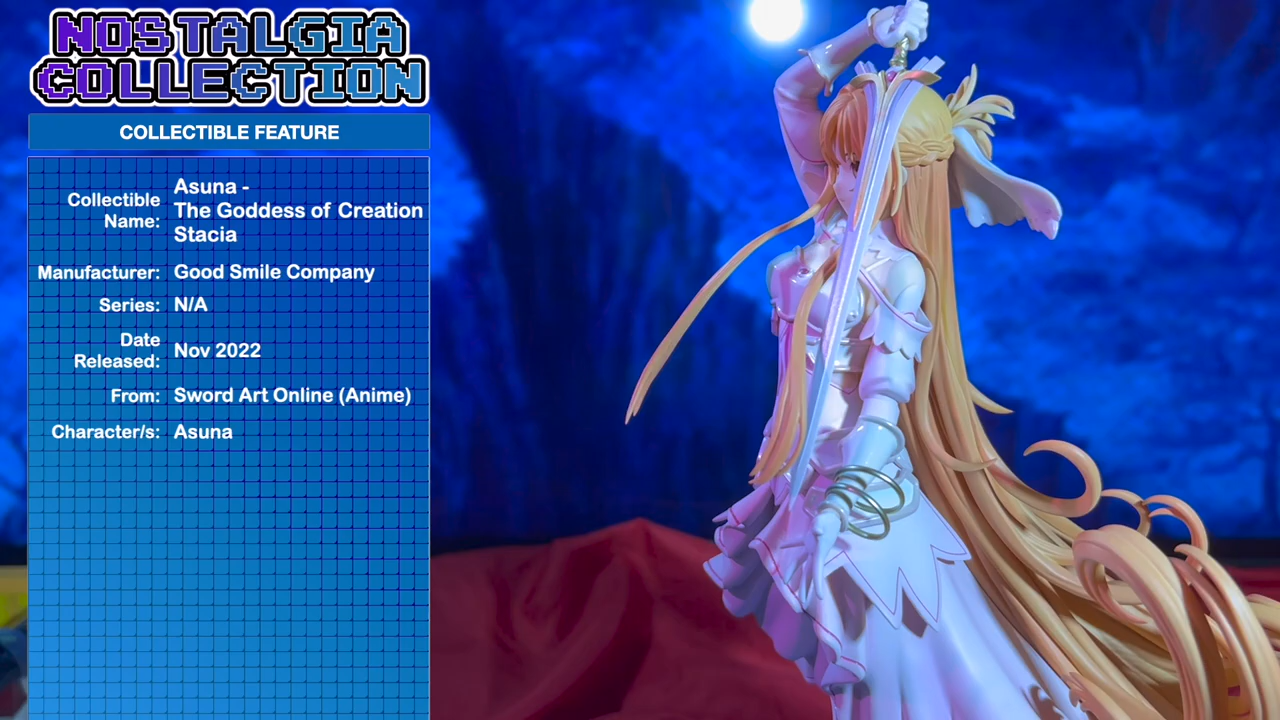 NOSTALGIA
COLLECTION
COLLECTIBLE FEATURE
Collectible
Name:
Asuna -
The Goddess of Creation
Stacia
Manufacturer: Good Smile Company
Series: N/A
Date
Released:
Nov 2022
From: Sword Art Online (Anime)
Character/s: Asuna